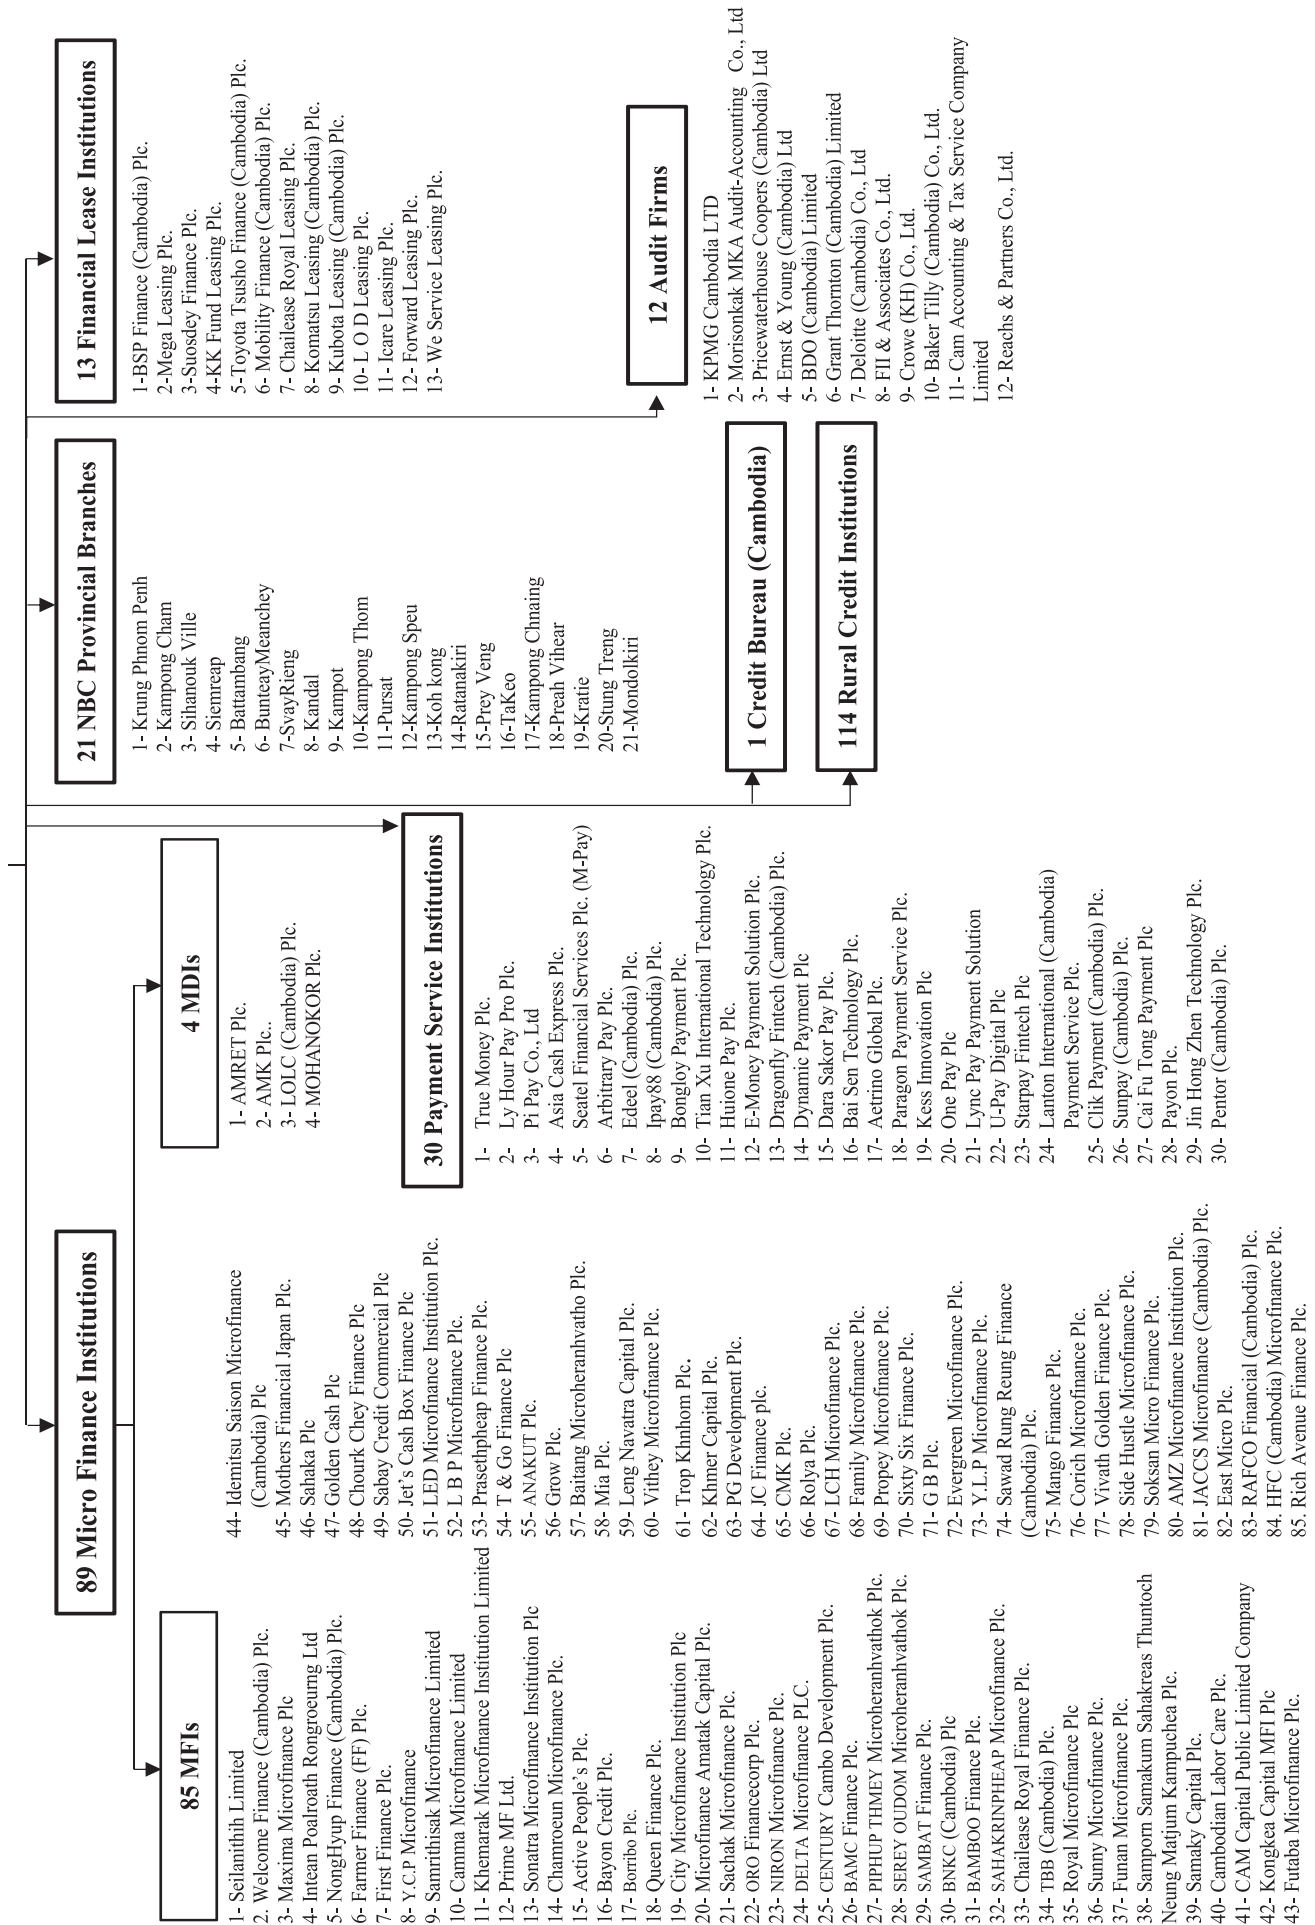 89 Micro Finance Institutions
85 MFIs
1- Seilanithih Limited
2. Welcome Finance (Cambodia) Plc.
3- Maxima Microfinance Plc
4- Intean Poalroath Rongroeurng Ltd
5- NongHyup Finance (Cambodia) Plc.
6- Farmer Finance (FF) Plc.
7- First Finance Plc.
8- Y.C.P Microfinance
9- Samrithisak Microfinance Limited
10- Camma Microfinance Limited
11- Khemarak Microfinance Institution Limited
12- Prime MF Ltd.
13- Sonatra Microfinance Institution Plc
14- Chamroeun Microfinance Plc.
15- Active People's Plc.
16- Bayon Credit Plc.
17- Borribo Plc.
18- Queen Finance Plc.
19- City Microfinance Institution Plc
20- Microfinance Amatak Capital Plc.
21- Sachak Microfinance Plc.
22- ORO Financecorp Plc.
23- NIRON Microfinance Plc.
24- DELTA Microfinance PLC.
25- CENTURY Cambo Development Plc.
26- BAMC Finance Plc.
27- PIPHUP THMEY Microheranhvathok Plc.
28- SEREY OUDOM Microheranhvathok Plc.
29- SAMBAT Finance Plc.
30- BNKC (Cambodia) Plc
31- BAMBOO Finance Plc.
32- SAHAKRINPHEAP Microfinance Plc.
33- Chailease Royal Finance Plc.
34- TBB (Cambodia) Plc.
35- Royal Microfinance Plc
36- Sunny Microfinance Plc.
37- Funan Microfinance Plc.
38- Samporn Samakum Sahakreas Thuntoch
Neung Matjum Kampuchea Plc.
39- Samaky Capital Plc.
40- Cambodian Labor Care Plc.
41- CAM Capital Public Limited Company
42- Kongkea Capital MFI Plc
43- Futaba Microfinance Plc.
44- Idemitsu Saison Microfinance
(Cambodia) Plc
45- Mothers Financial Japan Plc.
46- Sahaka Plc
47- Golden Cash Plc
48- Chourk Chey Finance Plc
49- Sabay Credit Commercial Plc
50- Jet's Cash Box Finance Plc
51- LED Microfinance Institution Plc.
52- L B P Microfinance Plc.
53- Prasethpheap Finance Plc.
54- T & Go Finance Plc
55- ANAKUT Plc.
56- Grow Plc.
57- Baitang Microheranhvatho Plc.
58- Mia Plc.
59- Leng Navatra Capital Plc.
60- Vithey Microfinance Plc.
61- Trop Khnhom Plc.
62- Khmer Capital Plc.
63- PG Development Plc.
64- JC Finance plc.
65- CMK Plc.
66- Rolya Plc.
67- LCH Microfinance Plc.
68- Family Microfinance Plc.
69- Propey Microfinance Plc.
70- Sixty Six Finance Plc.
71- G B Plc.
72- Evergreen Microfinance Plc.
73- Y.L.P Microfinance Plc.
74- Sawad Rung Reung Finance
(Cambodia) Plc.
75- Mango Finance Plc.
76- Corich Microfinance Plc.
77- Vivath Golden Finance Plc.
78- Side Hustle Microfinance Plc.
79- Soksan Micro Finance Plc.
80- AMZ Microfinance Institution Plc.
81- JACCS Microfinance (Cambodia) Plc.
82- East Micro Plc.
83- RAFCO Financial (Cambodia) Plc.
84. HFC (Cambodia) Microfinance Plc.
85. Rich Avenue Finance Plc.
4 MDIs
1- AMRET Plc.
2- AMK Plc..
3- LOLC (Cambodia) Plc.
4- MOHANOKOR Plc.
30 Payment Service Institutions
1- True Money Plc.
2- Ly Hour Pay Pro Plc.
3- Pi Pay Co., Ltd
4- Asia Cash Express Plc.
5- Seatel Financial Services Plc. (M-Pay)
6- Arbitrary Pay Plc.
7- Edeel (Cambodia) Plc.
8- Ipay88 (Cambodia) Plc.
9- Bongloy Payment Plc.
10- Tian Xu International Technology Plc.
11- Huione Pay Plc.
12- E-Money Payment Solution Plc.
13- Dragonfly Fintech (Cambodia) Plc.
14- Dynamic Payment Plc
15- Dara Sakor Pay Plc.
16- Bai Sen Technology Plc.
17- Aetrino Global Plc.
18- Paragon Payment Service Plc.
19- Kess Innovation Plc
20- One Pay Plc
21- Lync Pay Payment Solution
22- U-Pay Digital Plc
23- Starpay Fintech Plc
24- Lanton International (Cambodia)
Payment Service Plc.
25- Clik Payment (Cambodia) Plc.
26- Sunpay (Cambodia) Plc.
27- Cai Fu Tong Payment Plc
28- Payon Plc.
29- Jin Hong Zhen Technology Plc.
30- Pentor (Cambodia) Plc.
21 NBC Provincial Branches
1- Krung Phnom Penh
2- Kampong Cham
3- Sihanouk Ville
4- Siemreap
5- Battambang
6- BunteayMeanchey
7-SvayRieng
8- Kandal
9- Kampot
10-Kampong Thom
11-Pursat
12-Kampong Speu
13-Koh kong
14-Ratanakiri
15-Prey Veng
16-TaKeo
17-Kampong Chnaing
18-Preah Vihear
19-Kratie
20-Stung Treng
21-Mondolkiri
1 Credit Bureau (Cambodia)
114 Rural Credit Institutions
13 Financial Lease Institutions
1-BSP Finance (Cambodia) Plc.
2-Mega Leasing Plc.
3-Suosdey Finance Plc.
4-KK Fund Leasing Plc.
5-Toyota Tsusho Finance (Cambodia) Plc.
6- Mobility Finance (Cambodia) Plc.
7- Chailease Royal Leasing Plc.
8- Komatsu Leasing (Cambodia) Plc.
9- Kubota Leasing (Cambodia) Plc.
10- L O D Leasing Plc.
11- Icare Leasing Plc.
12- Forward Leasing Plc.
13- We Service Leasing Plc.
12 Audit Firms
1- KPMG Cambodia LTD
2- Morisonkak MKA Audit-Accounting Co., Ltd
3- Pricewaterhouse Coopers (Cambodia) Ltd
4- Ernst & Young (Cambodia) Ltd
5- BDO (Cambodia) Limited
6- Grant Thornton (Cambodia) Limited
7- Deloitte (Cambodia) Co., Ltd
8- FII & Associates Co., Ltd.
9- Crowe (KH) Co., Ltd.
10- Baker Tilly (Cambodia) Co., Ltd.
11- Cam Accounting & Tax Service Company
Limited
12- Reachs & Partners Co., Ltd.